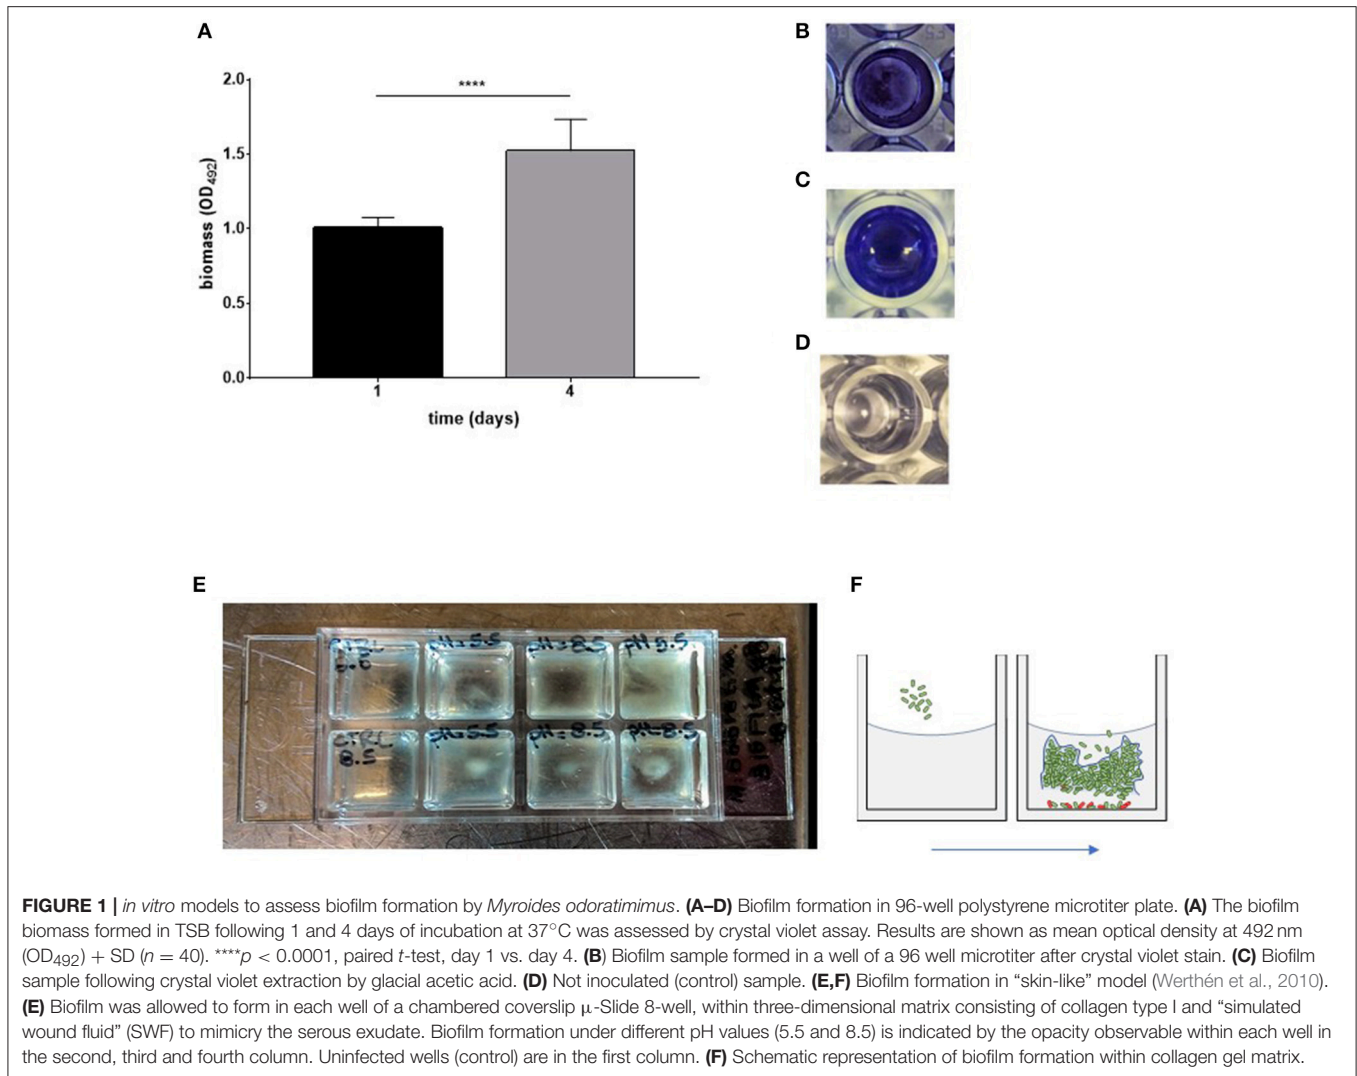 A
B
2.0
****
1.5
1.0
0.5
0.0
biomass (OD492)
1
4
time (days)
C
D
E
F
pH=5.5
pH=8.5
pH 5.5
pH=5.5
pH=8.5
pH=8.5
FIGURE 1 | in vitro models to assess biofilm formation by Myroides odoratimimus. (A–D) Biofilm formation in 96-well polystyrene microtiter plate. (A) The biofilm
biomass formed in TSB following 1 and 4 days of incubation at 37°C was assessed by crystal violet assay. Results are shown as mean optical density at 492 nm
(OD492) + SD (n = 40). ****p < 0.0001, paired t-test, day 1 vs. day 4. (B) Biofilm sample formed in a well of a 96 well microtiter after crystal violet stain. (C) Biofilm
sample following crystal violet extraction by glacial acetic acid. (D) Not inoculated (control) sample. (E,F) Biofilm formation in “skin-like” model (Werthén et al., 2010).
(E) Biofilm was allowed to form in each well of a chambered coverslip μ-Slide 8-well, within three-dimensional matrix consisting of collagen type I and “simulated
wound fluid” (SWF) to mimicry the serous exudate. Biofilm formation under different pH values (5.5 and 8.5) is indicated by the opacity observable within each well in
the second, third and fourth column. Uninfected wells (control) are in the first column. (F) Schematic representation of biofilm formation within collagen gel matrix.